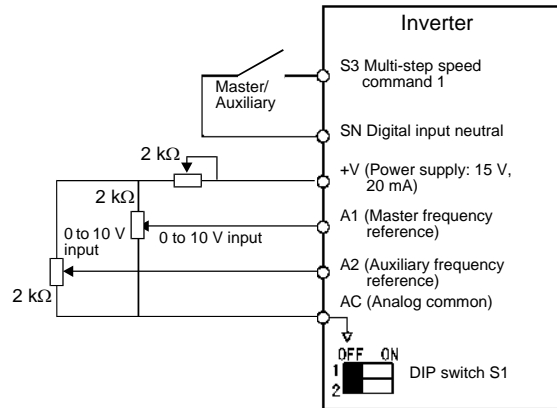 Inverter
S3 Multi-step speed
command 1
Master/
Auxiliary
SN Digital input neutral
2 kΩ
+V (Power supply: 15 V,
20 mA)
2 kΩ
A1 (Master frequency
reference)
0 to 10 V
input
0 to 10 V input
A2 (Auxiliary frequency
reference)
2 kΩ
AC (Analog common)
OFF ON
1
2
DIP switch S1